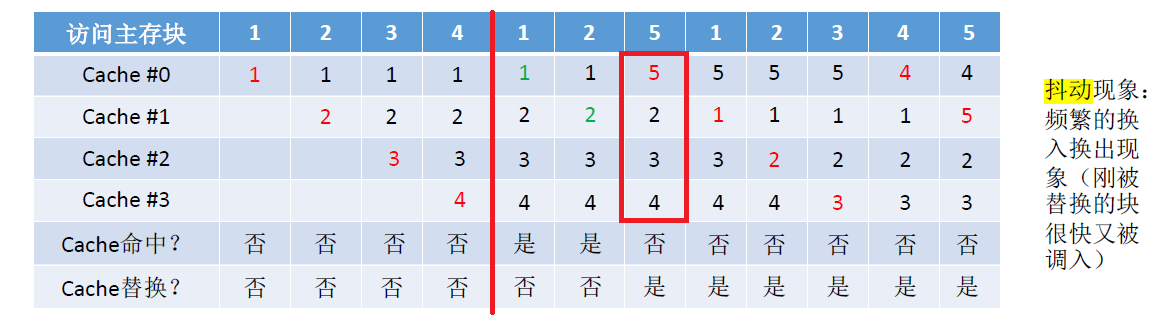 访问主存块 1 2 3 4 1 2 5 1 2 3 4 5
Cache #0 1 1 1 1 1 1 5 5 5 5 4 4
Cache #1 2 2 2 2 2 2 1 1 1 1 5
Cache #2 3 3 3 3 3 3 2 2 2 2
Cache #3 4 4 4 4 4 4 3 3 3
Cache命中？ 否 否 否 否 是 是 否 否 否 否 否 否
Cache替换？ 否 否 否 否 否 否 是 是 是 是 是 是
抖动现象：
频繁的换
入换出现
象（刚被
替换的块
很快又被
调入）